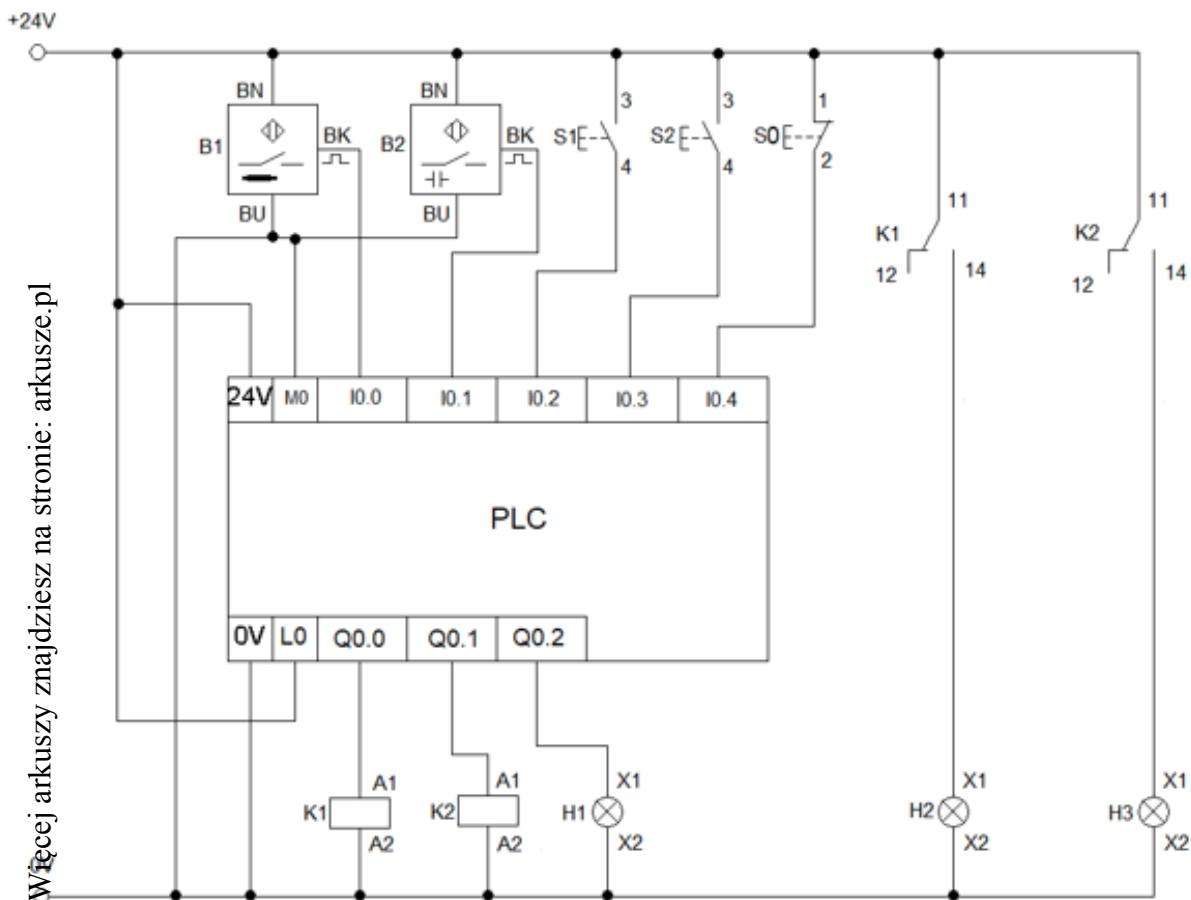 +24V
BN
BN
3
3
1
B1
BK
B2
BK
S1
S2
S0
4
4
2
BU
BU
11
11
K1
K2
12
14
12
14
Więcej arkuszy znajdziesz na stronie: arkusze.pl
24V M0 I0.0 I0.1 I0.2 I0.3 I0.4
PLC
0V L0 Q0.0 Q0.1 Q0.2
A1
A1
X1
X1
X1
K1
K2
H1
H2
H3
A2
A2
X2
X2
X2